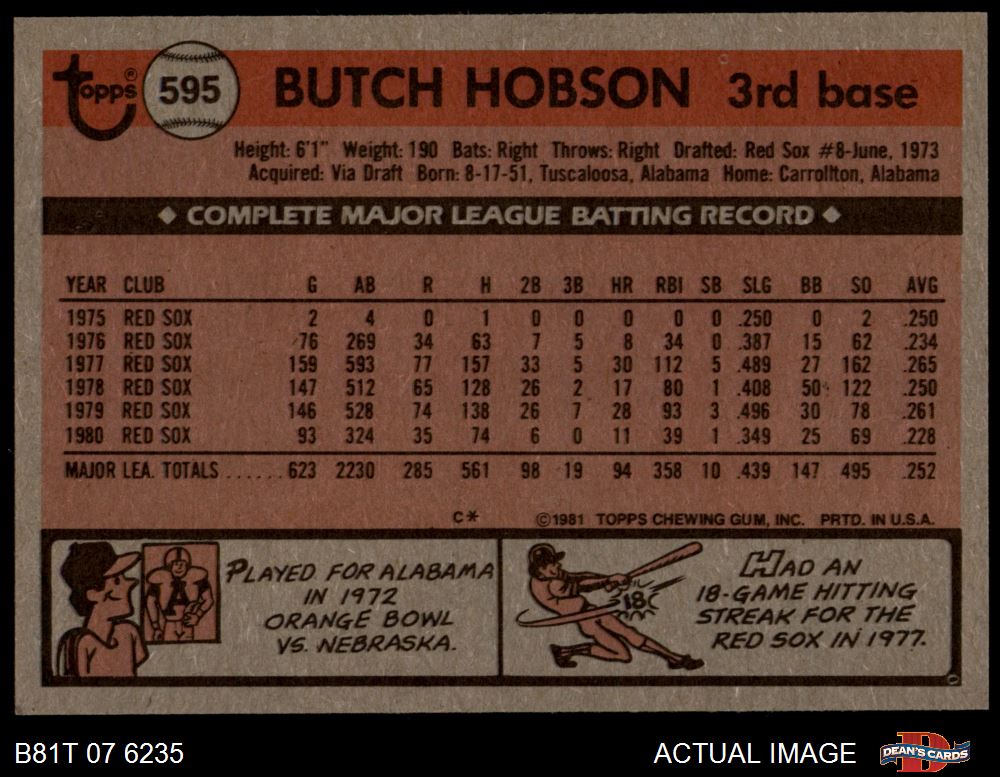 topps® 595 BUTCH HOBSON 3rd base
Height: 6'1" Weight: 190 Bats: Right Throws: Right Drafted: Red Sox #8-June, 1973
Acquired: Via Draft Born: 8-17-51, Tuscaloosa, Alabama Home: Carrollton, Alabama
◆ COMPLETE MAJOR LEAGUE BATTING RECORD ◆
YEAR CLUB G AB R H 2B 3B HR RBI SB SLG BB SO AVG
1975 RED SOX 2 4 0 1 0 0 0 0 0 .250 0 2 .250
1976 RED SOX 76 269 34 63 7 5 8 34 0 .387 15 62 .234
1977 RED SOX 159 593 77 157 33 5 30 112 5 .489 27 162 .265
1978 RED SOX 147 512 65 128 26 2 17 80 1 .408 50 122 .250
1979 RED SOX 146 528 74 138 26 7 28 93 3 .496 30 78 .261
1980 RED SOX 93 324 35 74 6 0 11 39 1 .349 25 69 .228
MAJOR LEA. TOTALS ...... 623 2230 285 561 98 19 94 358 10 .439 147 495 .252
C* ©1981 TOPPS CHEWING GUM, INC. PRTD. IN U.S.A.
A
PLAYED FOR ALABAMA
IN 1972
ORANGE BOWL
VS. NEBRASKA.
18
HAD AN
18-GAME HITTING
STREAK FOR THE
RED SOX IN 1977.
B81T 07 6235 ACTUAL IMAGE D DEAN'S CARDS